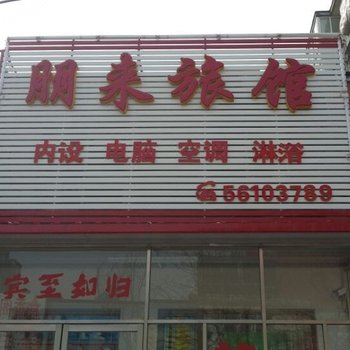 朋来旅馆
内设 电脑 空调 淋浴
56103789
宾至如归